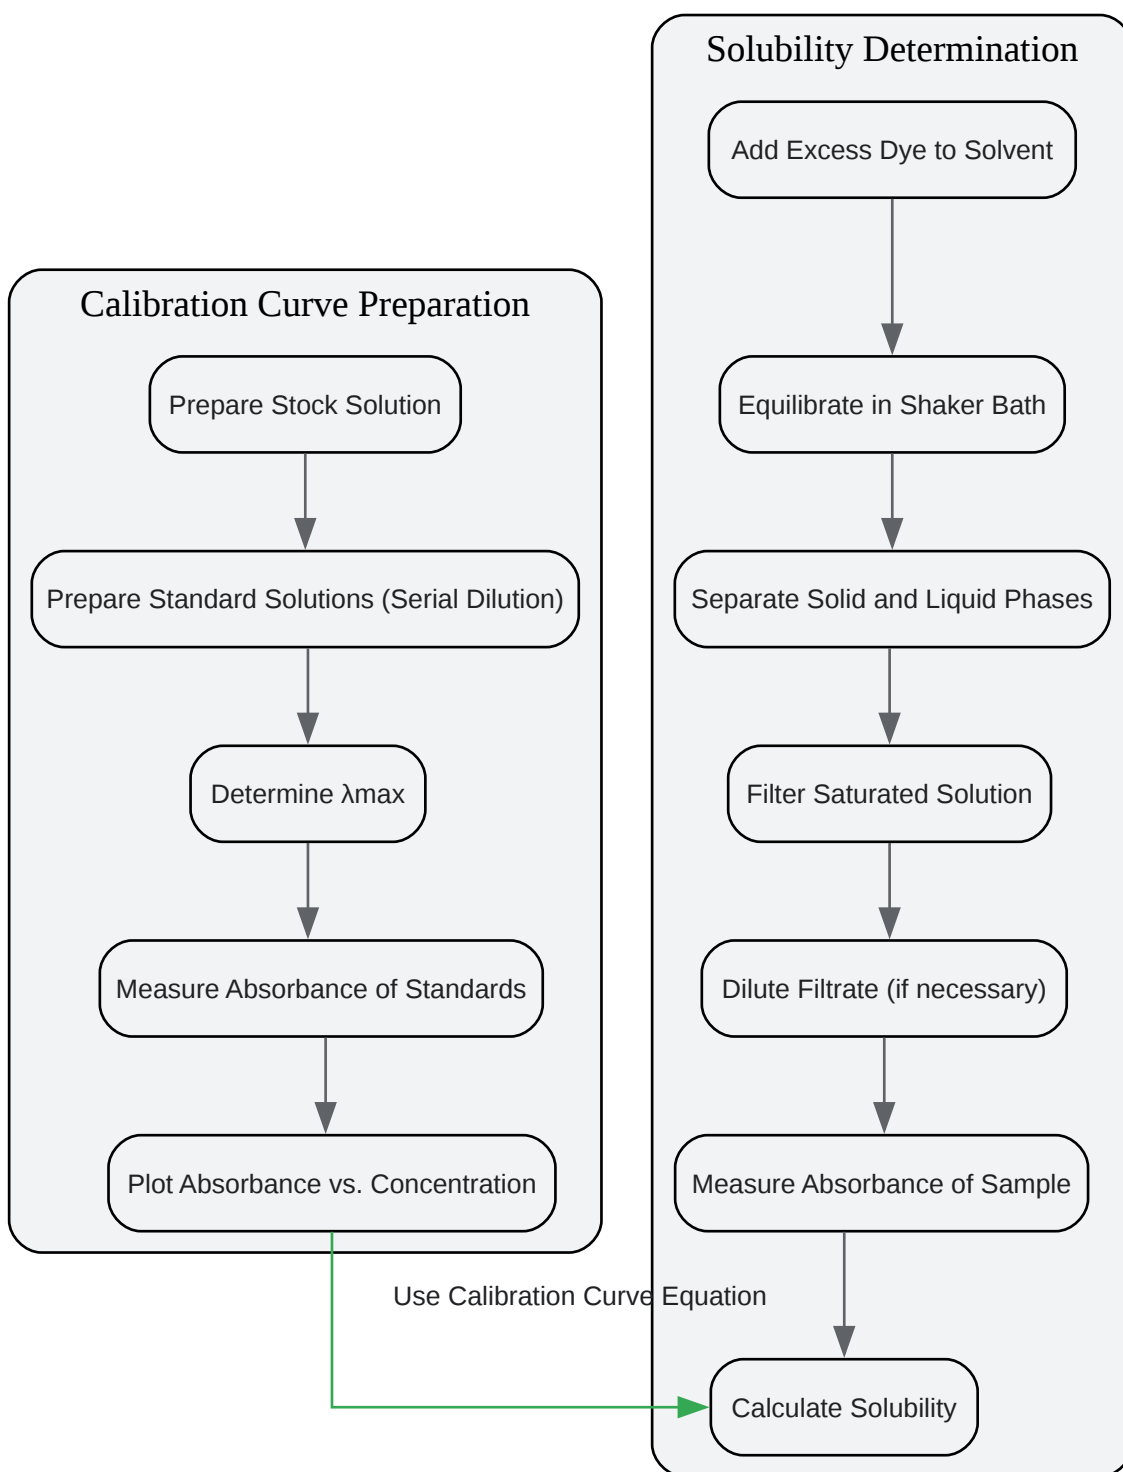 Solubility Determination
Add Excess Dye to Solvent
Equilibrate in Shaker Bath
Separate Solid and Liquid Phases
Filter Saturated Solution
Dilute Filtrate (if necessary)
Measure Absorbance of Sample
Calibration Curve Preparation
Prepare Stock Solution
Prepare Standard Solutions (Serial Dilution)
Determine λmax
Measure Absorbance of Standards
Plot Absorbance vs. Concentration
Use Calibration Curve Equation
Calculate Solubility